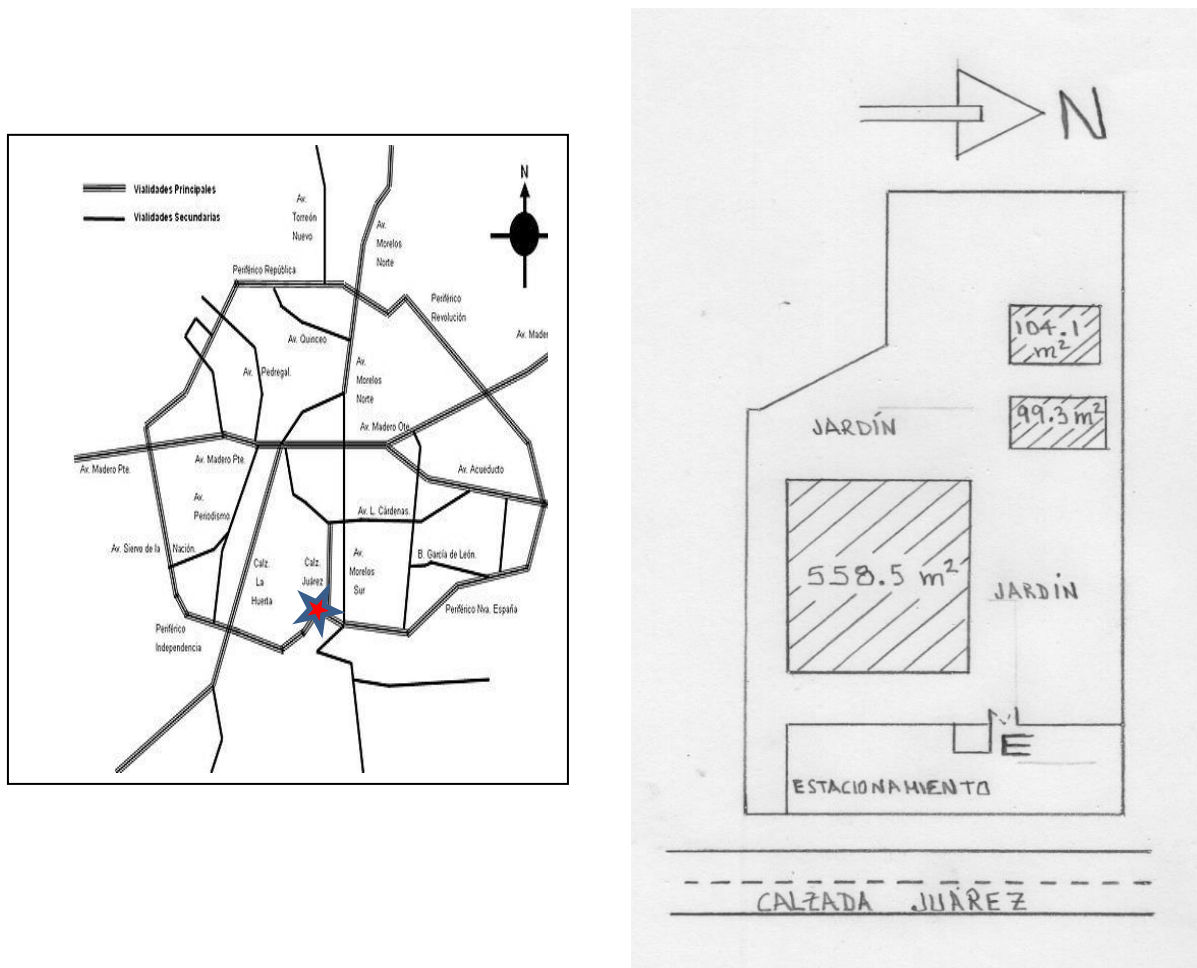 Vialidades Principales
Vialidades Secundarias
N
Av.
Torreón
Nuevo
Av.
Morelos
Norte
Periférico República
Periférico
Revolución
Av. Quinceo
Av. Pedregal.
Av. Mader
Av.
Morelos
Norte
Av. Madero Ote.
Av. Madero Pte.
Av. Madero Pte.
Av. Acueducto
Av.
Periodismo
Av. L. Cárdenas.
Av. Siervo de la Nación.
Calz.
La
Huerta
Calz.
Juárez
Av.
Morelos
Sur
B. García de León.
Periférico Nva. España
Periférico
Independencia
N
104.1
m²
99.3 m²
JARDÍN
558.5 m²
JARDÍN
E
ESTACIONAMIENTO
CALZADA JUÁREZ